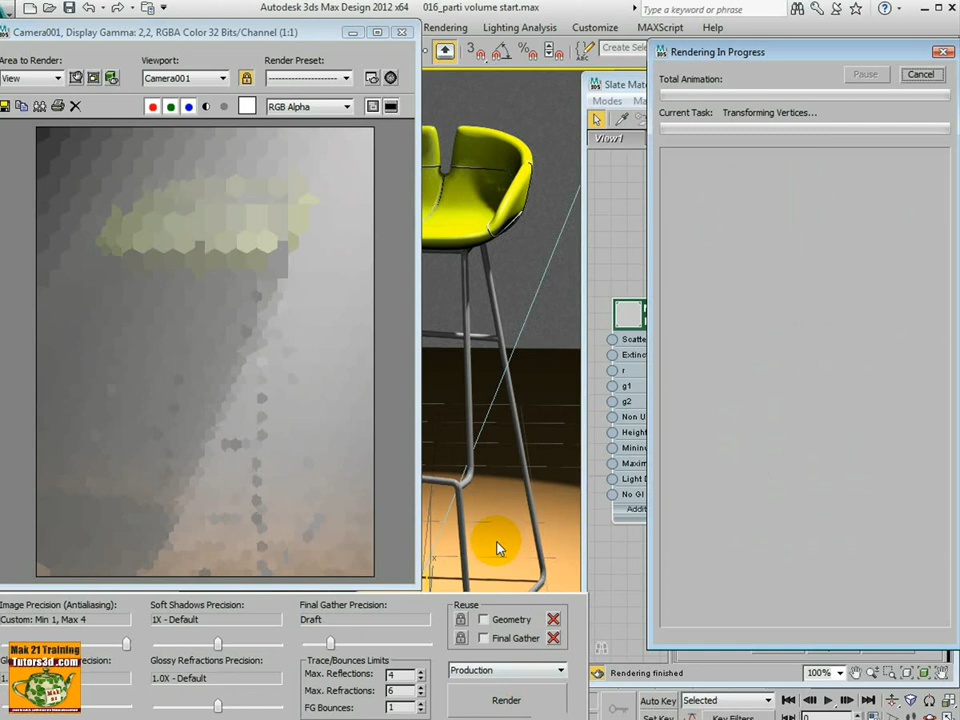 Autodesk 3ds Max Design 2012 x64
016_parti volume start.max
Type a keyword or phrase
Camera001, Display Gamma: 2,2, RGBA Color 32 Bits/Channel (1:1)
Rendering
Lighting Analysis
Customize
MAXScript
Help
Area to Render:
Viewport:
Render Preset:
View
Camera001
--------------------
RGB Alpha
3
Create Sele
Slate Mat
Modes
Ma
View1
Scatte
Extinc
r
g1
g2
Non U
Height
Minim
Maxim
Light D
No GI
Addit
Rendering In Progress
Total Animation:
Pause
Cancel
Current Task:
Transforming Vertices...
Image Precision (Antialiasing):
Soft Shadows Precision:
Final Gather Precision:
Reuse
Custom: Min 1, Max 4
1X - Default
Draft
Geometry
Final Gather
Mak 21 Training
Tutors3d.com
Precision:
Glossy Refractions Precision:
Trace/Bounces Limits
1.0X - Default
Max. Reflections:
4
Max. Refractions:
6
FG Bounces:
1
Production
Render
Rendering finished
100%
Auto Key
Selected
Set Key
Key Filters...
0